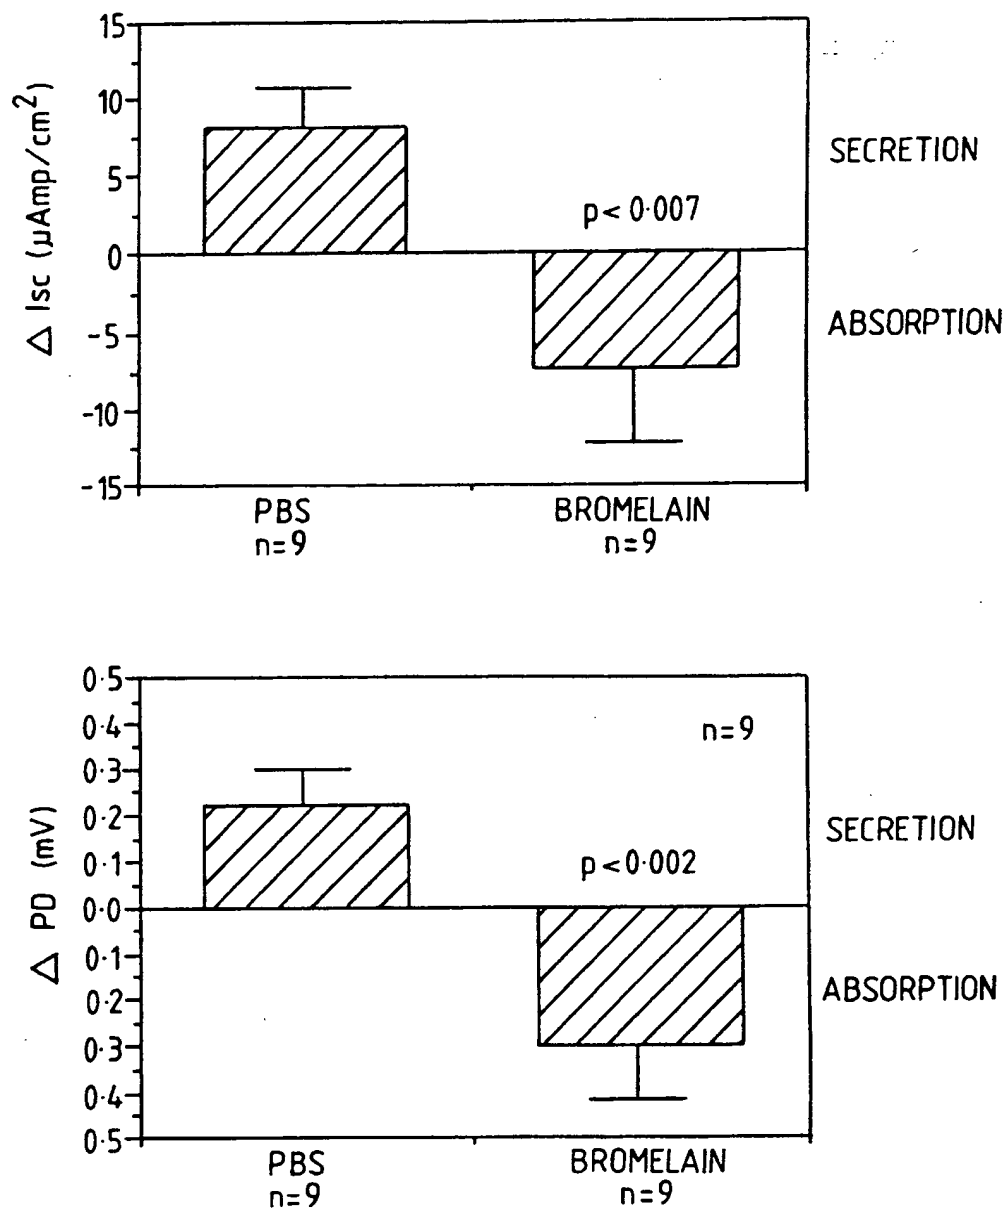 15
10
5
0
-5
-10
-15
Δ Isc (µAmp/cm²)
p < 0·007
SECRETION
ABSORPTION
PBS
n=9
BROMELAIN
n=9
0·5
0·4
0·3
0·2
0·1
0·0
0·1
0·2
0·3
0·4
0·5
Δ PD (mV)
n=9
p < 0·002
SECRETION
ABSORPTION
PBS
n=9
BROMELAIN
n=9